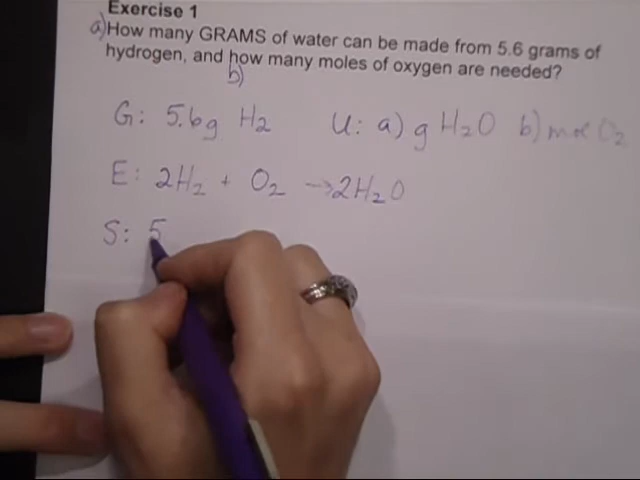 Exercise 1
a) How many GRAMS of water can be made from 5.6 grams of
hydrogen, and how many moles of oxygen are needed?
b)
G: 5.6g H2 U: a) g H2O b) mol O2
E: 2H2 + O2 → 2H2O
S: 5